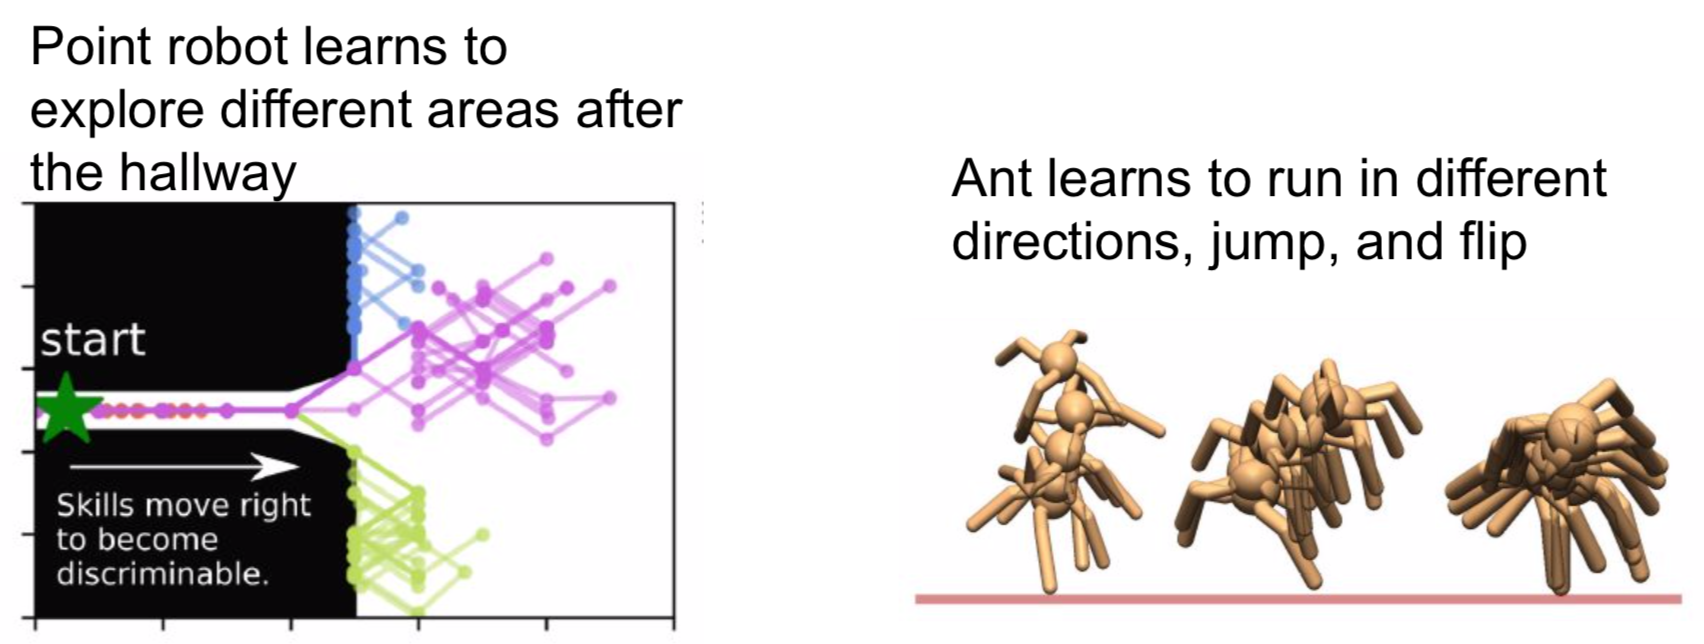 Point robot learns to
explore different areas after
the hallway
start
Skills move right
to become
discriminable.
Ant learns to run in different
directions, jump, and flip